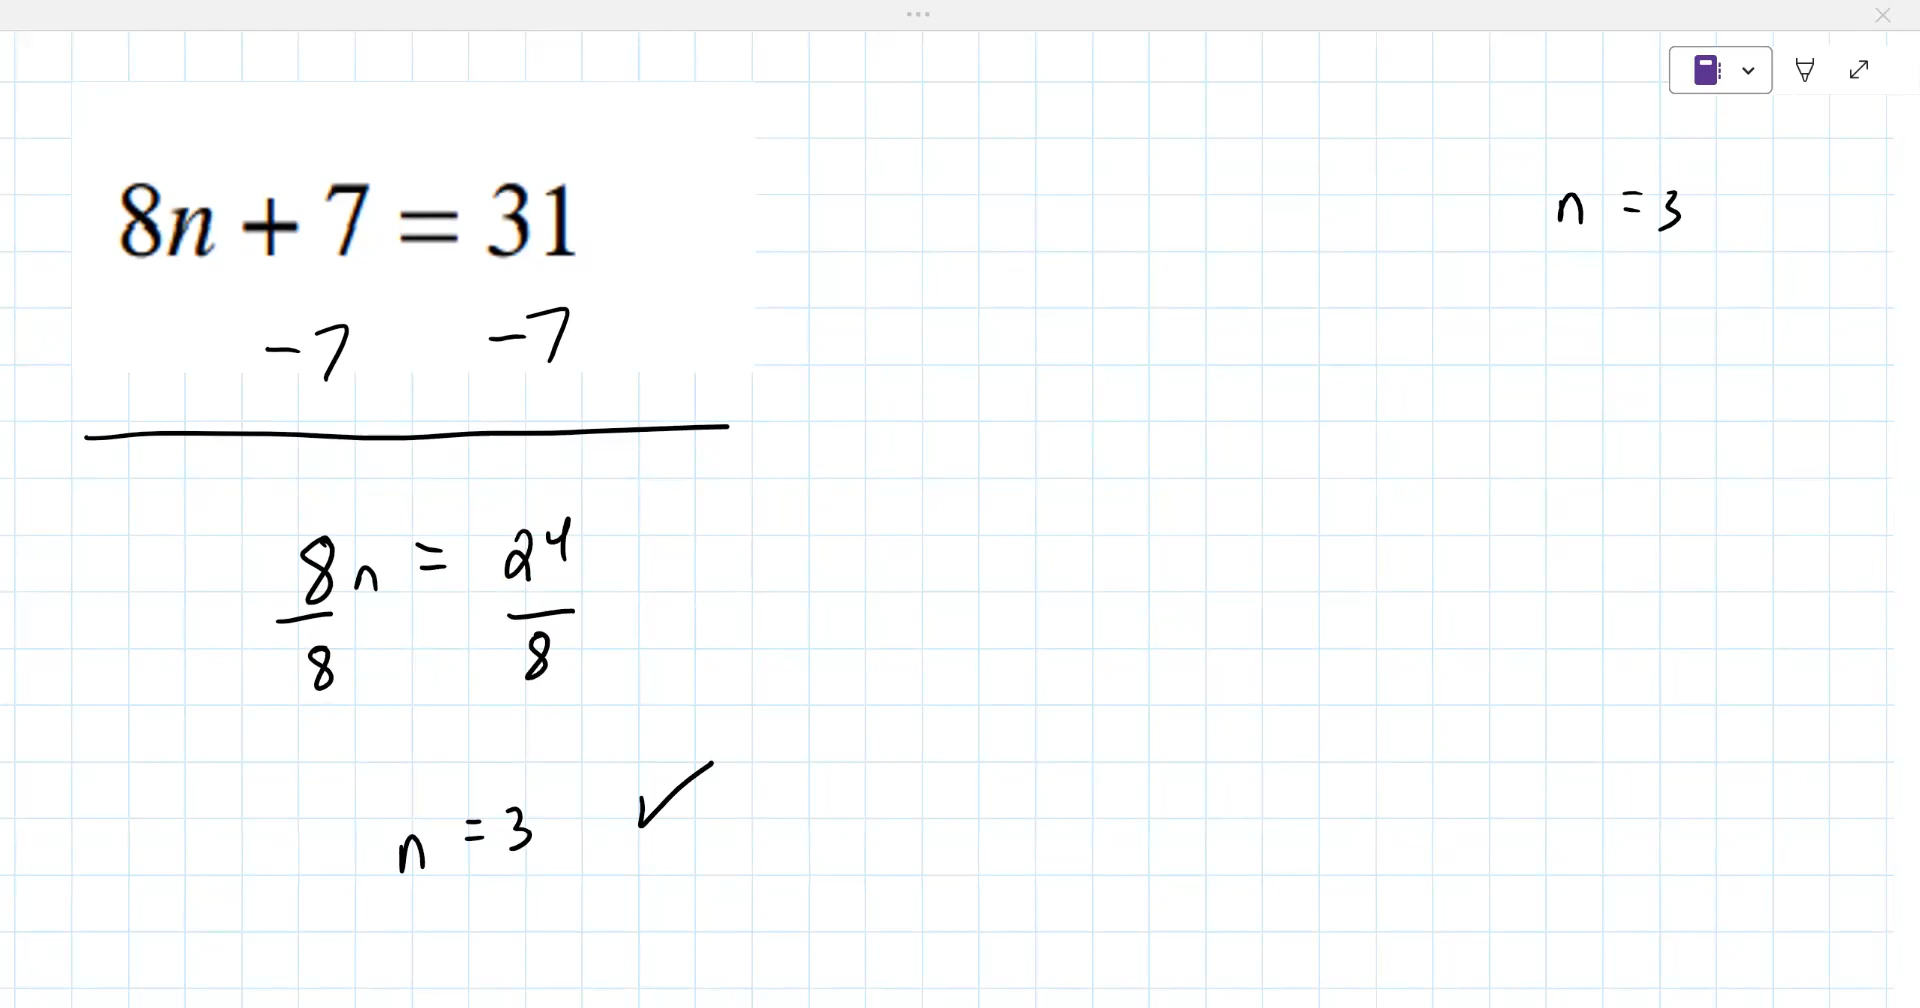 8n + 7 = 31
n = 3
-7 -7
8n = 24
8 8
n = 3 ✓